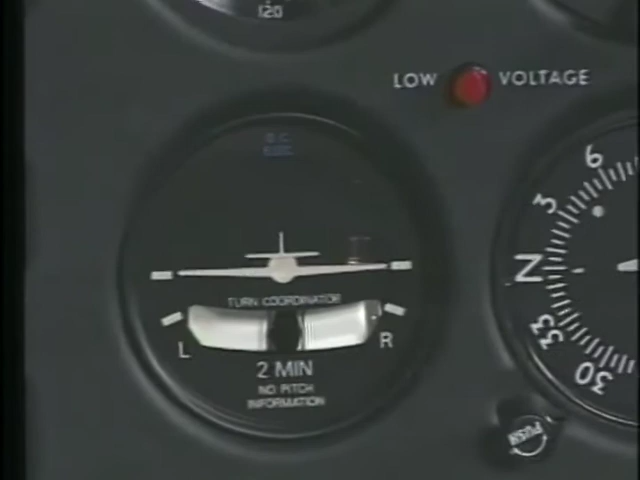 120
LOW VOLTAGE
D.C.
TURN COORDINATOR
L R
2 MIN
NO PITCH
INFORMATION
6
3
N
33
30
PUSH